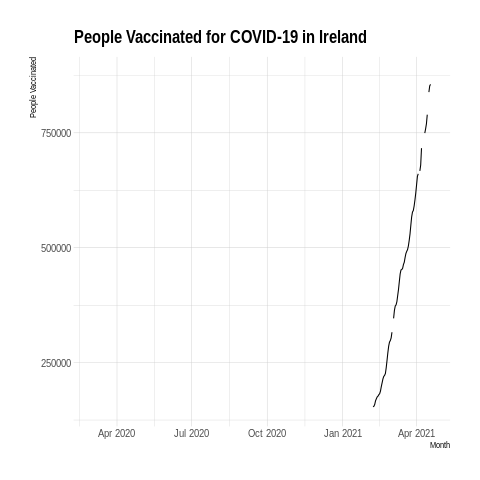 People Vaccinated for COVID-19 in Ireland
People Vaccinated
750000
500000
250000
Apr 2020 Jul 2020 Oct 2020 Jan 2021 Apr 2021
Month